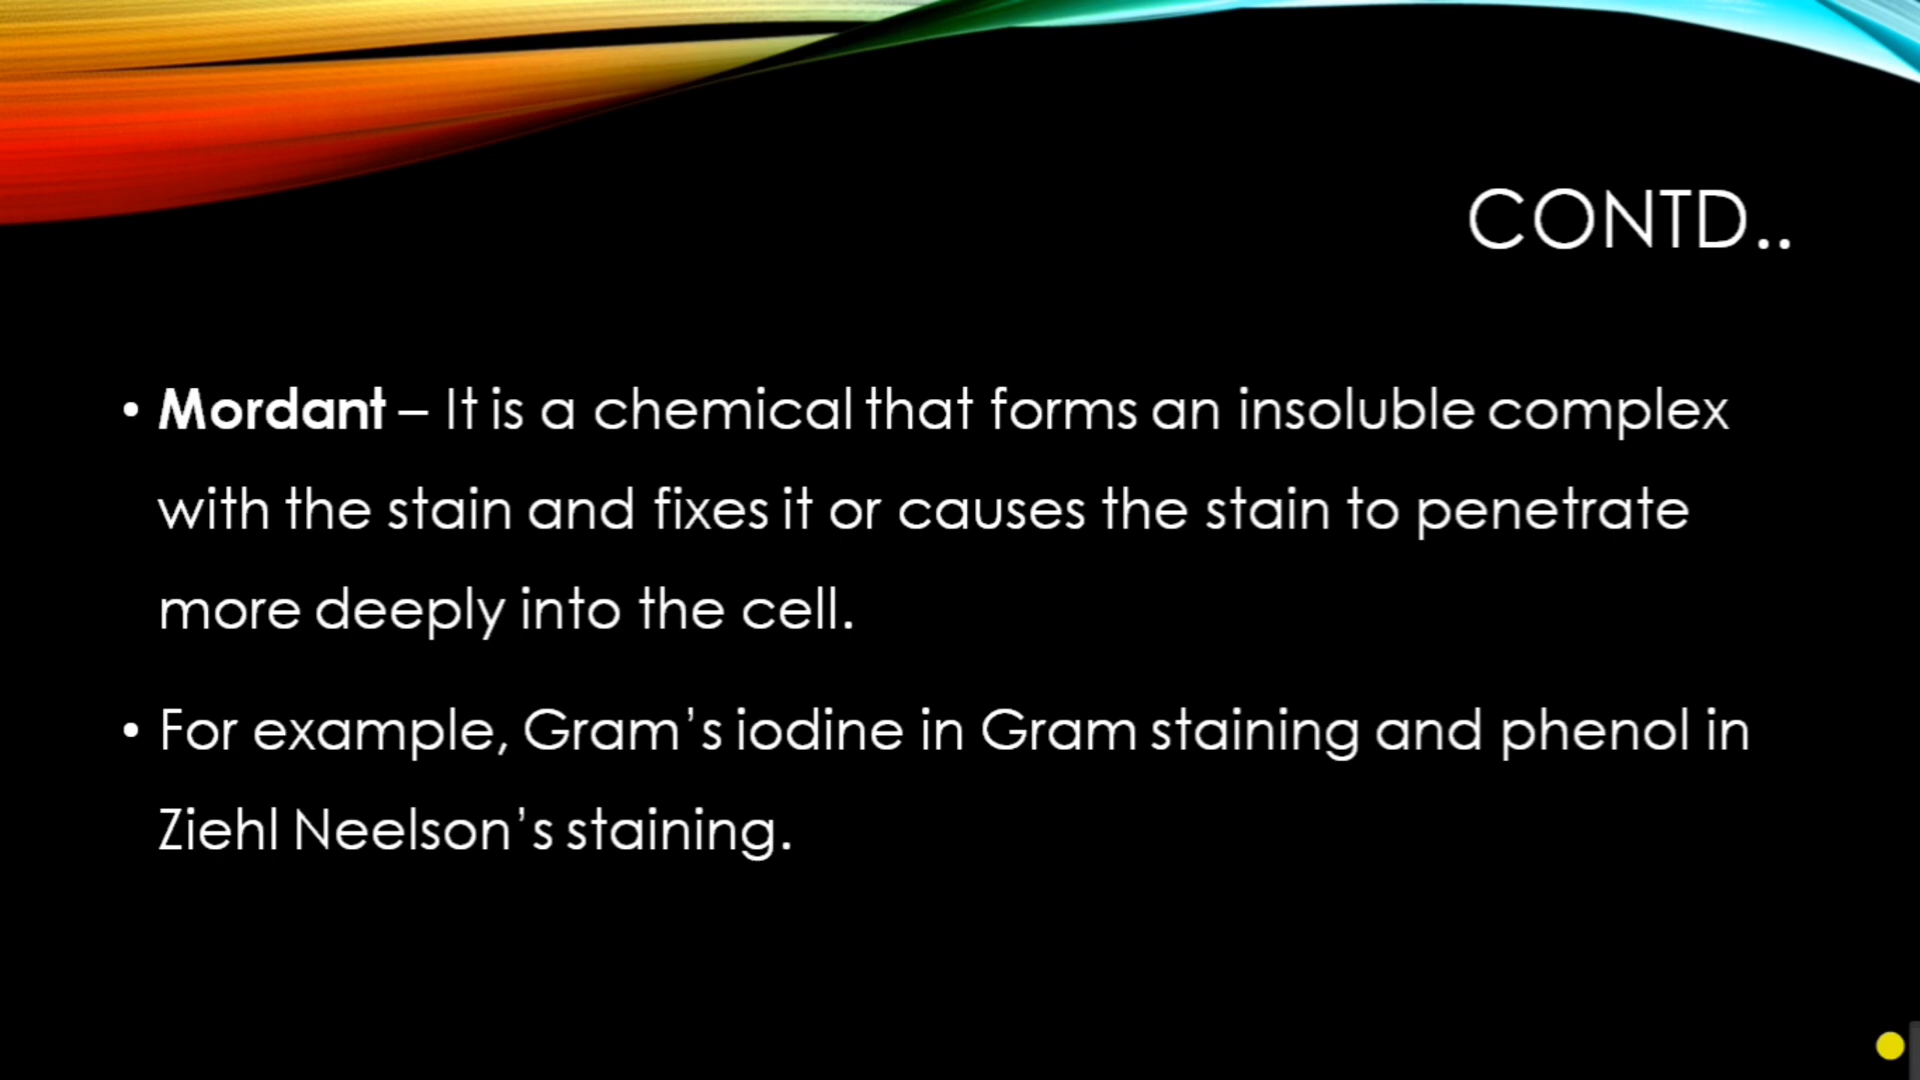 CONTD..
• Mordant – It is a chemical that forms an insoluble complex
with the stain and fixes it or causes the stain to penetrate
more deeply into the cell.
• For example, Gram’s iodine in Gram staining and phenol in
Ziehl Neelson’s staining.